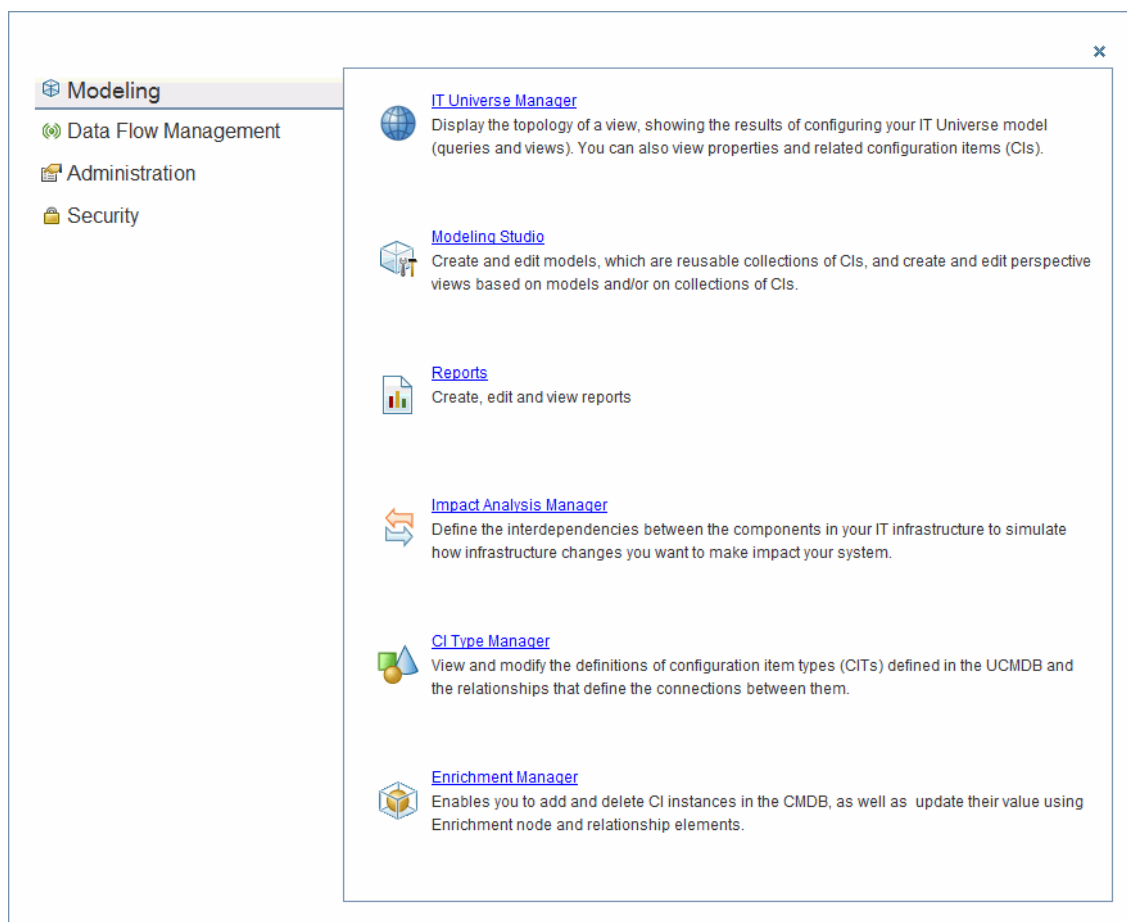 Modeling
Data Flow Management
Administration
Security
IT Universe Manager
Display the topology of a view, showing the results of configuring your IT Universe model
(queries and views). You can also view properties and related configuration items (CIs).
Modeling Studio
Create and edit models, which are reusable collections of CIs, and create and edit perspective
views based on models and/or on collections of CIs.
Reports
Create, edit and view reports
Impact Analysis Manager
Define the interdependencies between the components in your IT infrastructure to simulate
how infrastructure changes you want to make impact your system.
CI Type Manager
View and modify the definitions of configuration item types (CITs) defined in the UCMDB and
the relationships that define the connections between them.
Enrichment Manager
Enables you to add and delete CI instances in the CMDB, as well as  update their value using
Enrichment node and relationship elements.